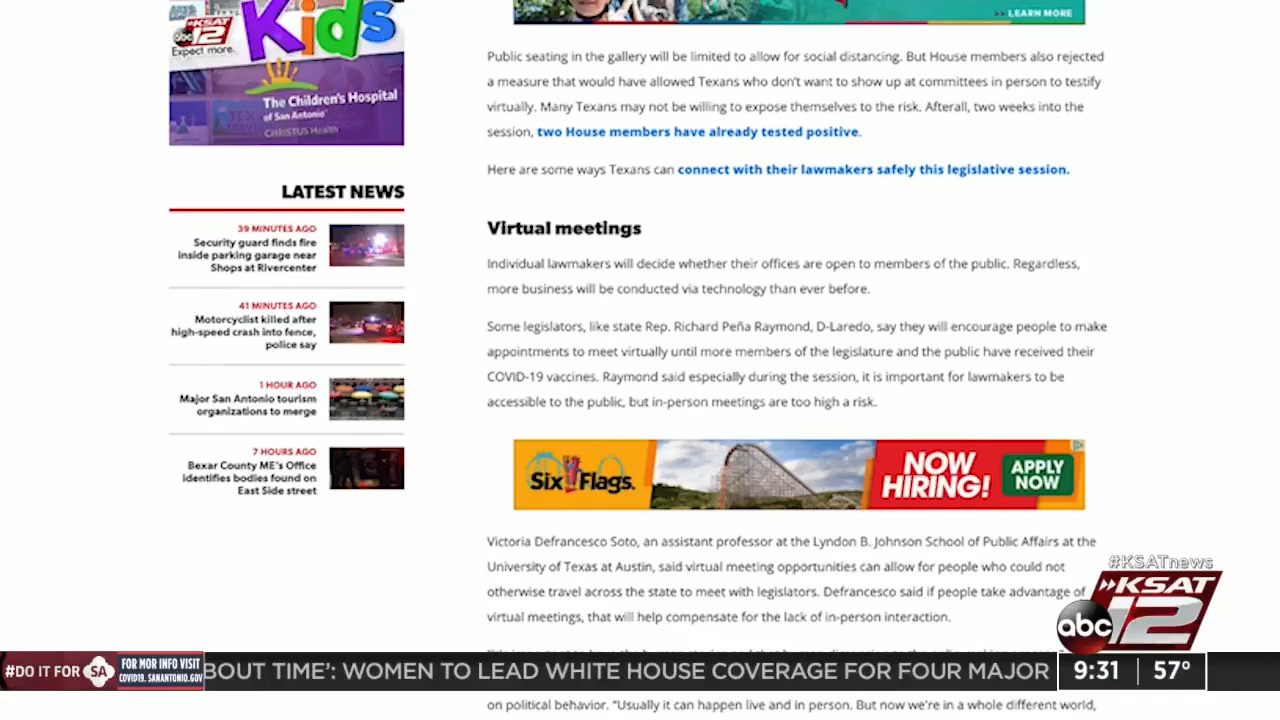 KSAT
abc 12
Expect more.
Kids
The Children's Hospital
of San Antonio
CHRISTUS Health
LATEST NEWS
39 MINUTES AGO
Security guard finds fire
inside parking garage near
Shops at Rivercenter
41 MINUTES AGO
Motorcyclist killed after
high-speed crash into fence,
police say
1 HOUR AGO
Major San Antonio tourism
organizations to merge
7 HOURS AGO
Bexar County ME's Office
identifies bodies found on
East Side street
LEARN MORE
Public seating in the gallery will be limited to allow for social distancing. But House members also rejected
a measure that would have allowed Texans who don't want to show up at committees in person to testify
virtually. Many Texans may not be willing to expose themselves to the risk. Afterall, two weeks into the
session, two House members have already tested positive.
Here are some ways Texans can connect with their lawmakers safely this legislative session.
Virtual meetings
Individual lawmakers will decide whether their offices are open to members of the public. Regardless,
more business will be conducted via technology than ever before.
Some legislators, like state Rep. Richard Peña Raymond, D-Laredo, say they will encourage people to make
appointments to meet virtually until more members of the legislature and the public have received their
COVID-19 vaccines. Raymond said especially during the session, it is important for lawmakers to be
accessible to the public, but in-person meetings are too high a risk.
Six Flags.
NOW
HIRING!
APPLY
NOW
Victoria Defrancesco Soto, an assistant professor at the Lyndon B. Johnson School of Public Affairs at the
University of Texas at Austin, said virtual meeting opportunities can allow for people who could not
otherwise travel across the state to meet with legislators. Defrancesco said if people take advantage of
virtual meetings, that will help compensate for the lack of in-person interaction.
#KSATnews
KSAT
abc 12
#DO IT FOR SA
FOR MOR INFO VISIT
COVID19.SANANTONIO.GOV
BOUT TIME': WOMEN TO LEAD WHITE HOUSE COVERAGE FOR FOUR MAJOR
9:31 57°
on political behavior. "Usually it can happen live and in person. But now we're in a whole different world,